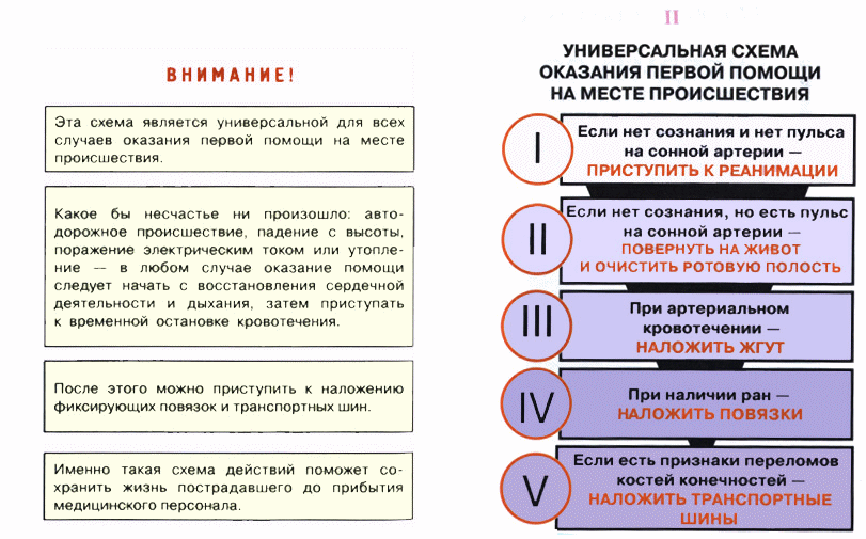 ВНИМАНИЕ!
Эта схема является универсальной для всех
случаев оказания первой помощи на месте
происшествия.
Какое бы несчастье ни произошло: авто-
дорожное происшествие, падение с высоты,
поражение электрическим током или утопле-
ние — в любом случае оказание помощи
следует начать с восстановления сердечной
деятельности и дыхания, затем приступать
к временной остановке кровотечения.
После этого можно приступить к наложению
фиксирующих повязок и транспортных шин.
Именно такая схема действий поможет со-
хранить жизнь пострадавшего до прибытия
медицинского персонала.
II
УНИВЕРСАЛЬНАЯ СХЕМА
ОКАЗАНИЯ ПЕРВОЙ ПОМОЩИ
НА МЕСТЕ ПРОИСШЕСТВИЯ
I
Если нет сознания и нет пульса
на сонной артерии —
ПРИСТУПИТЬ К РЕАНИМАЦИИ
II
Если нет сознания, но есть пульс
на сонной артерии —
ПОВЕРНУТЬ НА ЖИВОТ
И ОЧИСТИТЬ РОТОВУЮ ПОЛОСТЬ
III
При артериальном
кровотечении —
НАЛОЖИТЬ ЖГУТ
IV
При наличии ран —
НАЛОЖИТЬ ПОВЯЗКИ
V
Если есть признаки переломов
костей конечностей —
НАЛОЖИТЬ ТРАНСПОРТНЫЕ
ШИНЫ